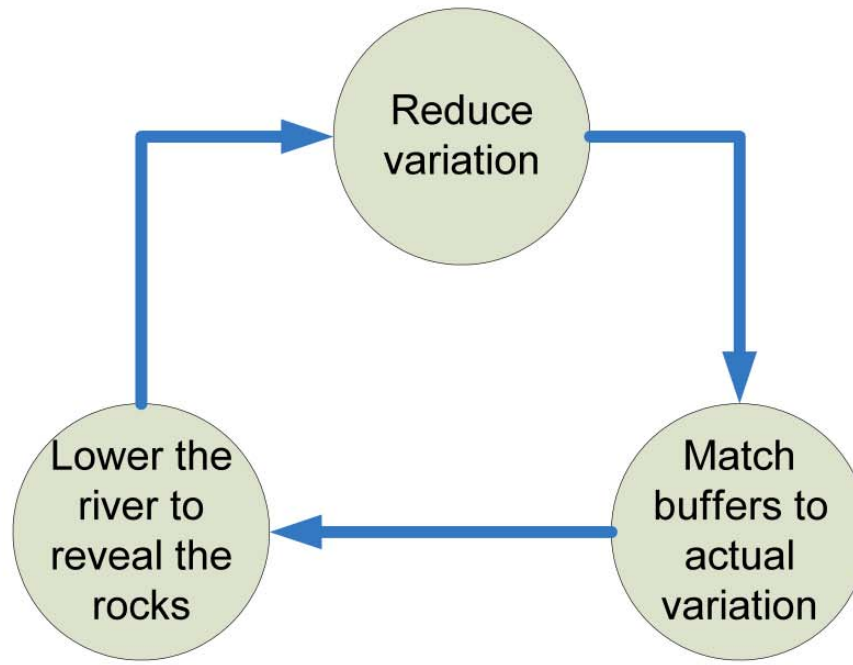 Reduce
variation
Match
buffers to
actual
variation
Lower the
river to
reveal the
rocks